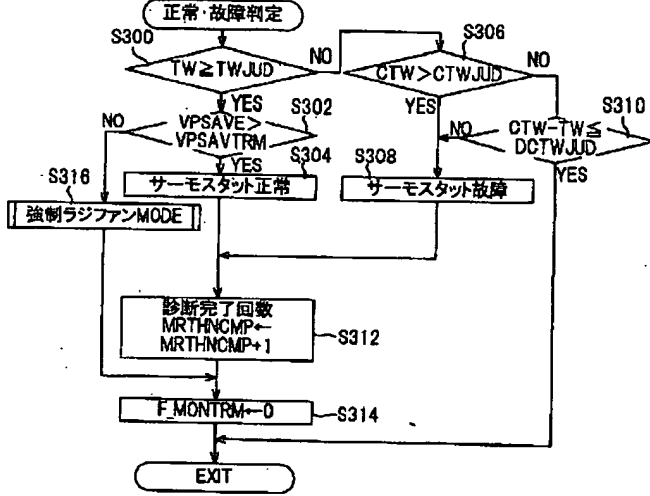 正常・故障判定
S300
TW≧TWJUD
NO
YES
S306
CTW>CTWJUD
NO
YES
S302
VPSAVE>
VPSAVTRM
NO
YES
S310
CTW-TW≦
DCTWJUD
NO
YES
S304
サーモスタット正常
S308
サーモスタット故障
S316
強制ラジファンMODE
診断完了回数
MRTHNCMP←
MRTHNCMP+1
S312
F_MONTRM←0
S314
EXIT